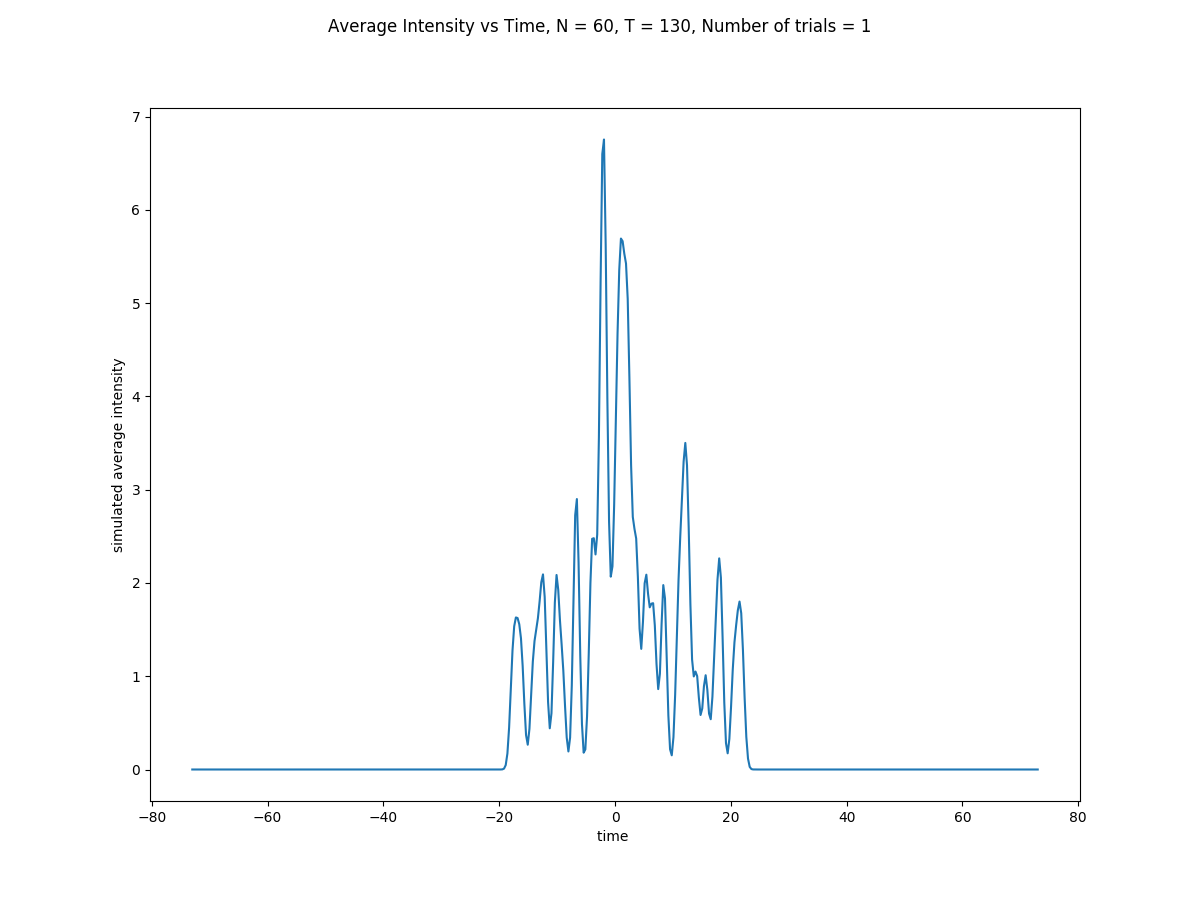 Average Intensity vs Time, N = 60, T = 130, Number of trials = 1
7
6
5
4
3
2
1
0
simulated average intensity
−80 −60 −40 −20 0 20 40 60 80
time